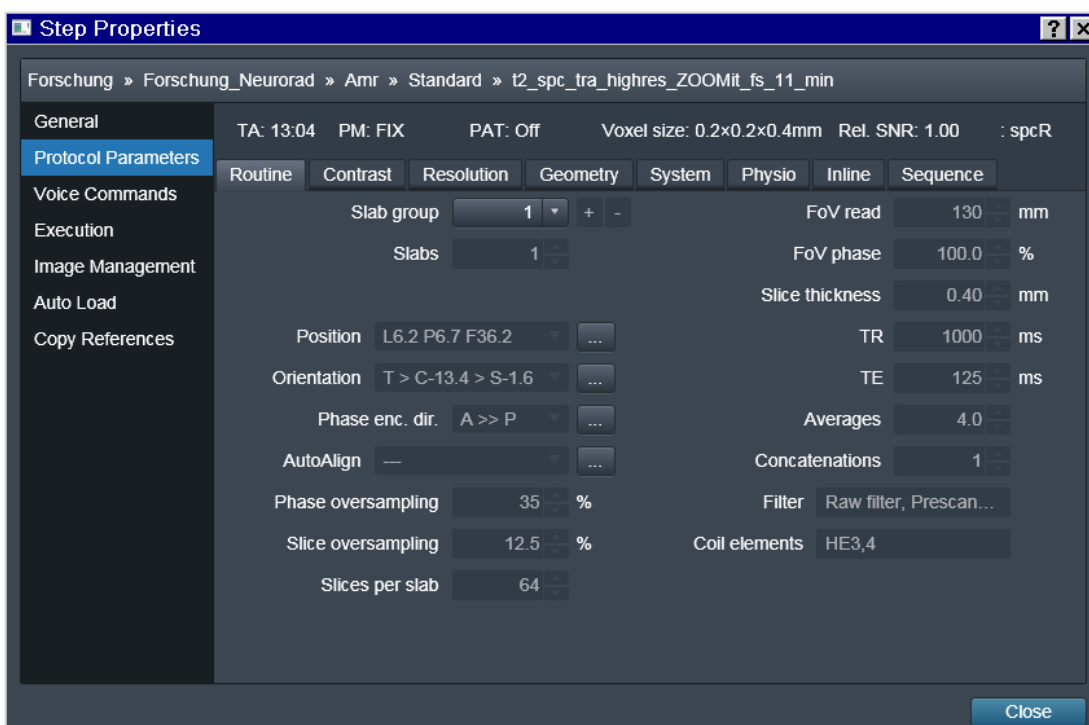 Step Properties
?
Forschung » Forschung_Neurorad » Amr » Standard » t2_spc_tra_highres_ZOOMit_fs_11_min
General
Protocol Parameters
Voice Commands
Execution
Image Management
Auto Load
Copy References
TA: 13:04 PM: FIX PAT: Off Voxel size: 0.2×0.2×0.4mm Rel. SNR: 1.00 : spcR
Routine Contrast Resolution Geometry System Physio Inline Sequence
Slab group 1 + -
Slabs 1
Position L6.2 P6.7 F36.2 ...
Orientation T > C-13.4 > S-1.6 ...
Phase enc. dir. A >> P ...
AutoAlign --- ...
Phase oversampling 35 %
Slice oversampling 12.5 %
Slices per slab 64
FoV read 130 mm
FoV phase 100.0 %
Slice thickness 0.40 mm
TR 1000 ms
TE 125 ms
Averages 4.0
Concatenations 1
Filter Raw filter, Prescan...
Coil elements HE3,4
Close